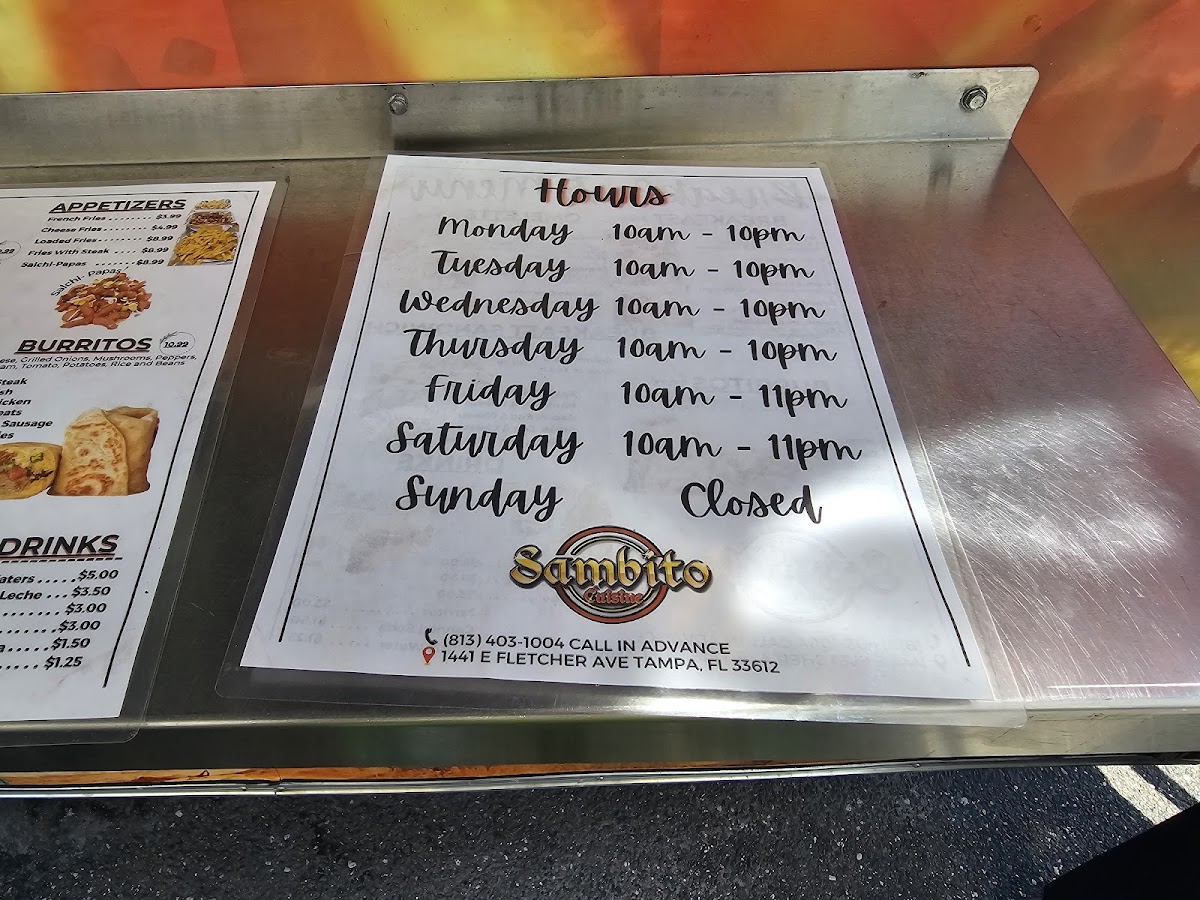 APPETIZERS
French Fries ........ $3.99
Cheese Fries ........ $4.99
Loaded Fries ........ $8.99
Fries With Steak .... $8.99
Salchi-Papas ....... $8.99
Salchi-Papas
BURRITOS 10.99
Grilled Onions, Mushrooms, Peppers,
Tomato, Potatoes, Rice and Beans
Steak
Sausage
DRINKS
$5.00
Leche ... $3.50
$3.00
$3.00
$1.50
$1.25
Hours
Monday 10am - 10pm
Tuesday 10am - 10pm
Wednesday 10am - 10pm
Thursday 10am - 10pm
Friday 10am - 11pm
Saturday 10am - 11pm
Sunday Closed
Sambito
Cuisine
(813) 403-1004 CALL IN ADVANCE
1441 E FLETCHER AVE TAMPA, FL 33612